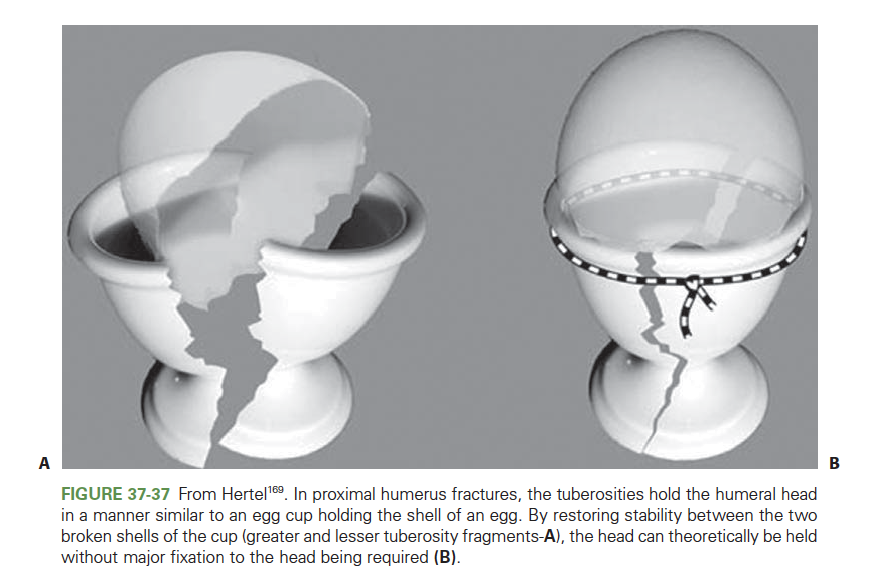 A
B
FIGURE 37-37 From Hertel¹⁶⁹. In proximal humerus fractures, the tuberosities hold the humeral head
in a manner similar to an egg cup holding the shell of an egg. By restoring stability between the two
broken shells of the cup (greater and lesser tuberosity fragments-A), the head can theoretically be held
without major fixation to the head being required (B).